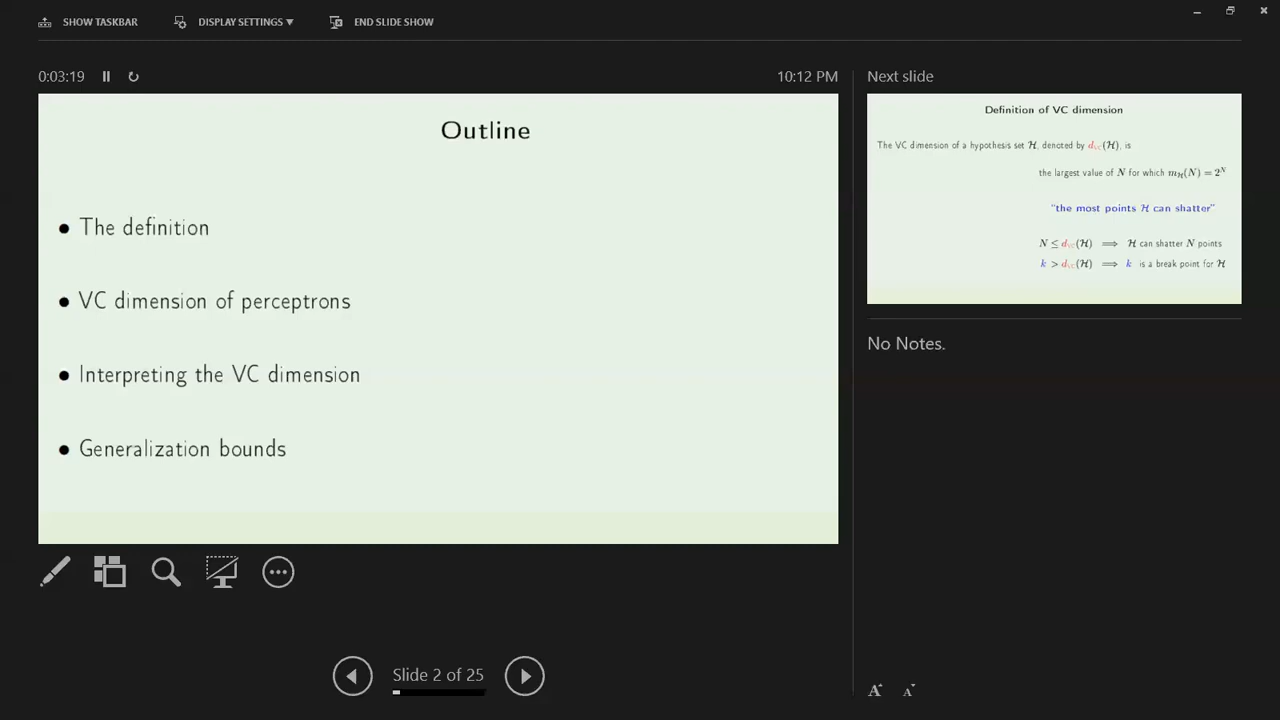 SHOW TASKBAR
DISPLAY SETTINGS ▼
END SLIDE SHOW
0:03:19
10:12 PM
Outline
• The definition
• VC dimension of perceptrons
• Interpreting the VC dimension
• Generalization bounds
Slide 2 of 25
Next slide
Definition of VC dimension
The VC dimension of a hypothesis set ℋ, denoted by d_VC(ℋ), is
the largest value of N for which m_ℋ(N) = 2^N
"the most points ℋ can shatter"
N ≤ d_VC(ℋ) ⟹ ℋ can shatter N points
k > d_VC(ℋ) ⟹ k is a break point for ℋ
No Notes.
A A